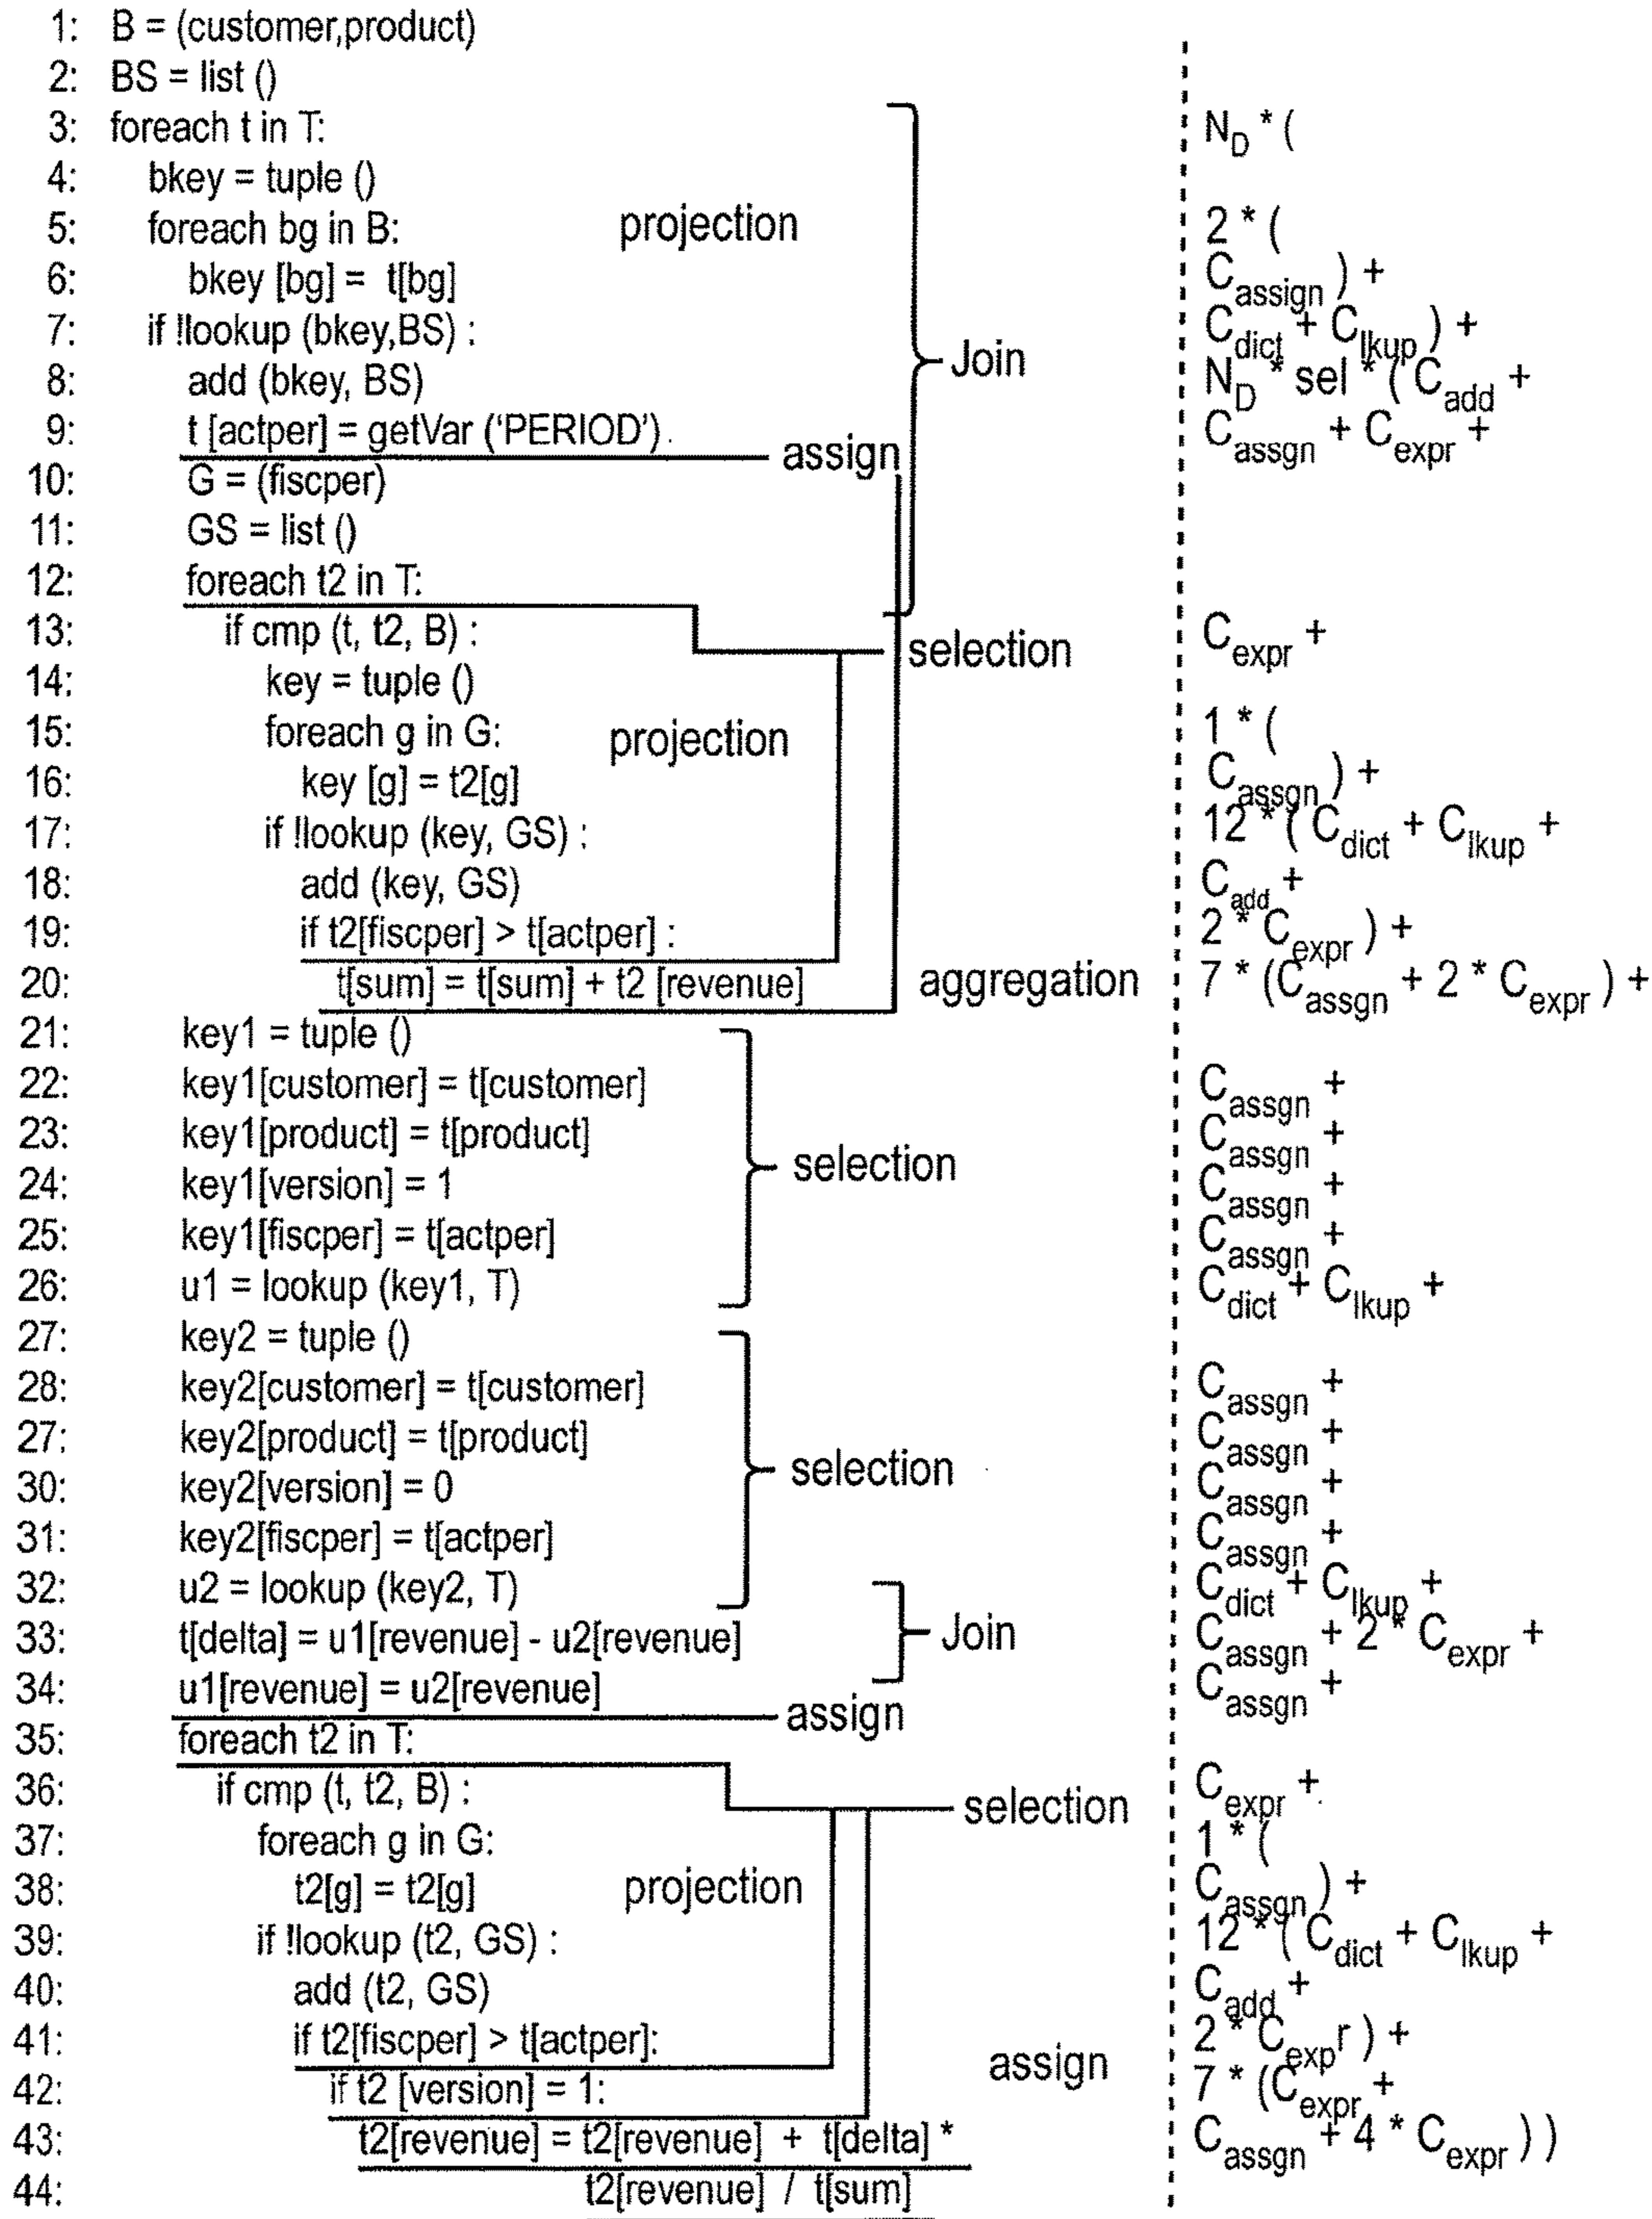 1: B = (customer,product)
2: BS = list ()
3: foreach t in T: N_D * (
4: bkey = tuple ()
5: foreach bg in B: projection 2 * (
6: bkey [bg] = t[bg] C_assign ) +
7: if !lookup (bkey,BS) : C_dict + C_lkup ) +
Join
8: add (bkey, BS) N_D * sel * ( C_add +
9: t [actper] = getVar ('PERIOD') C_assgn + C_expr +
assign
10: G = (fiscper)
11: GS = list ()
12: foreach t2 in T:
13: if cmp (t, t2, B) : selection C_expr +
14: key = tuple ()
15: foreach g in G: projection 1 * (
16: key [g] = t2[g] C_assgn ) +
17: if !lookup (key, GS) : 12 * ( C_dict + C_lkup +
18: add (key, GS) C_add +
19: if t2[fiscper] > t[actper] : 2 * C_expr ) +
20: t[sum] = t[sum] + t2 [revenue] aggregation 7 * (C_assgn + 2 * C_expr ) +
21: key1 = tuple ()
22: key1[customer] = t[customer] C_assgn +
23: key1[product] = t[product] C_assgn +
selection
24: key1[version] = 1 C_assgn +
25: key1[fiscper] = t[actper] C_assgn +
26: u1 = lookup (key1, T) C_dict + C_lkup +
27: key2 = tuple ()
28: key2[customer] = t[customer] C_assgn +
27: key2[product] = t[product] C_assgn +
selection
30: key2[version] = 0 C_assgn +
31: key2[fiscper] = t[actper] C_assgn +
32: u2 = lookup (key2, T) C_dict + C_lkup +
33: t[delta] = u1[revenue] - u2[revenue] Join C_assgn + 2 * C_expr +
34: u1[revenue] = u2[revenue] C_assgn +
assign
35: foreach t2 in T:
36: if cmp (t, t2, B) : selection C_expr +
37: foreach g in G: 1 * (
38: t2[g] = t2[g] projection C_assgn ) +
39: if !lookup (t2, GS) : 12 * ( C_dict + C_lkup +
40: add (t2, GS) C_add +
41: if t2[fiscper] > t[actper]: 2 * C_expr ) +
assign
42: if t2 [version] = 1: 7 * (C_expr +
43: t2[revenue] = t2[revenue] + t[delta] * C_assgn + 4 * C_expr ) )
44: t2[revenue] / t[sum]